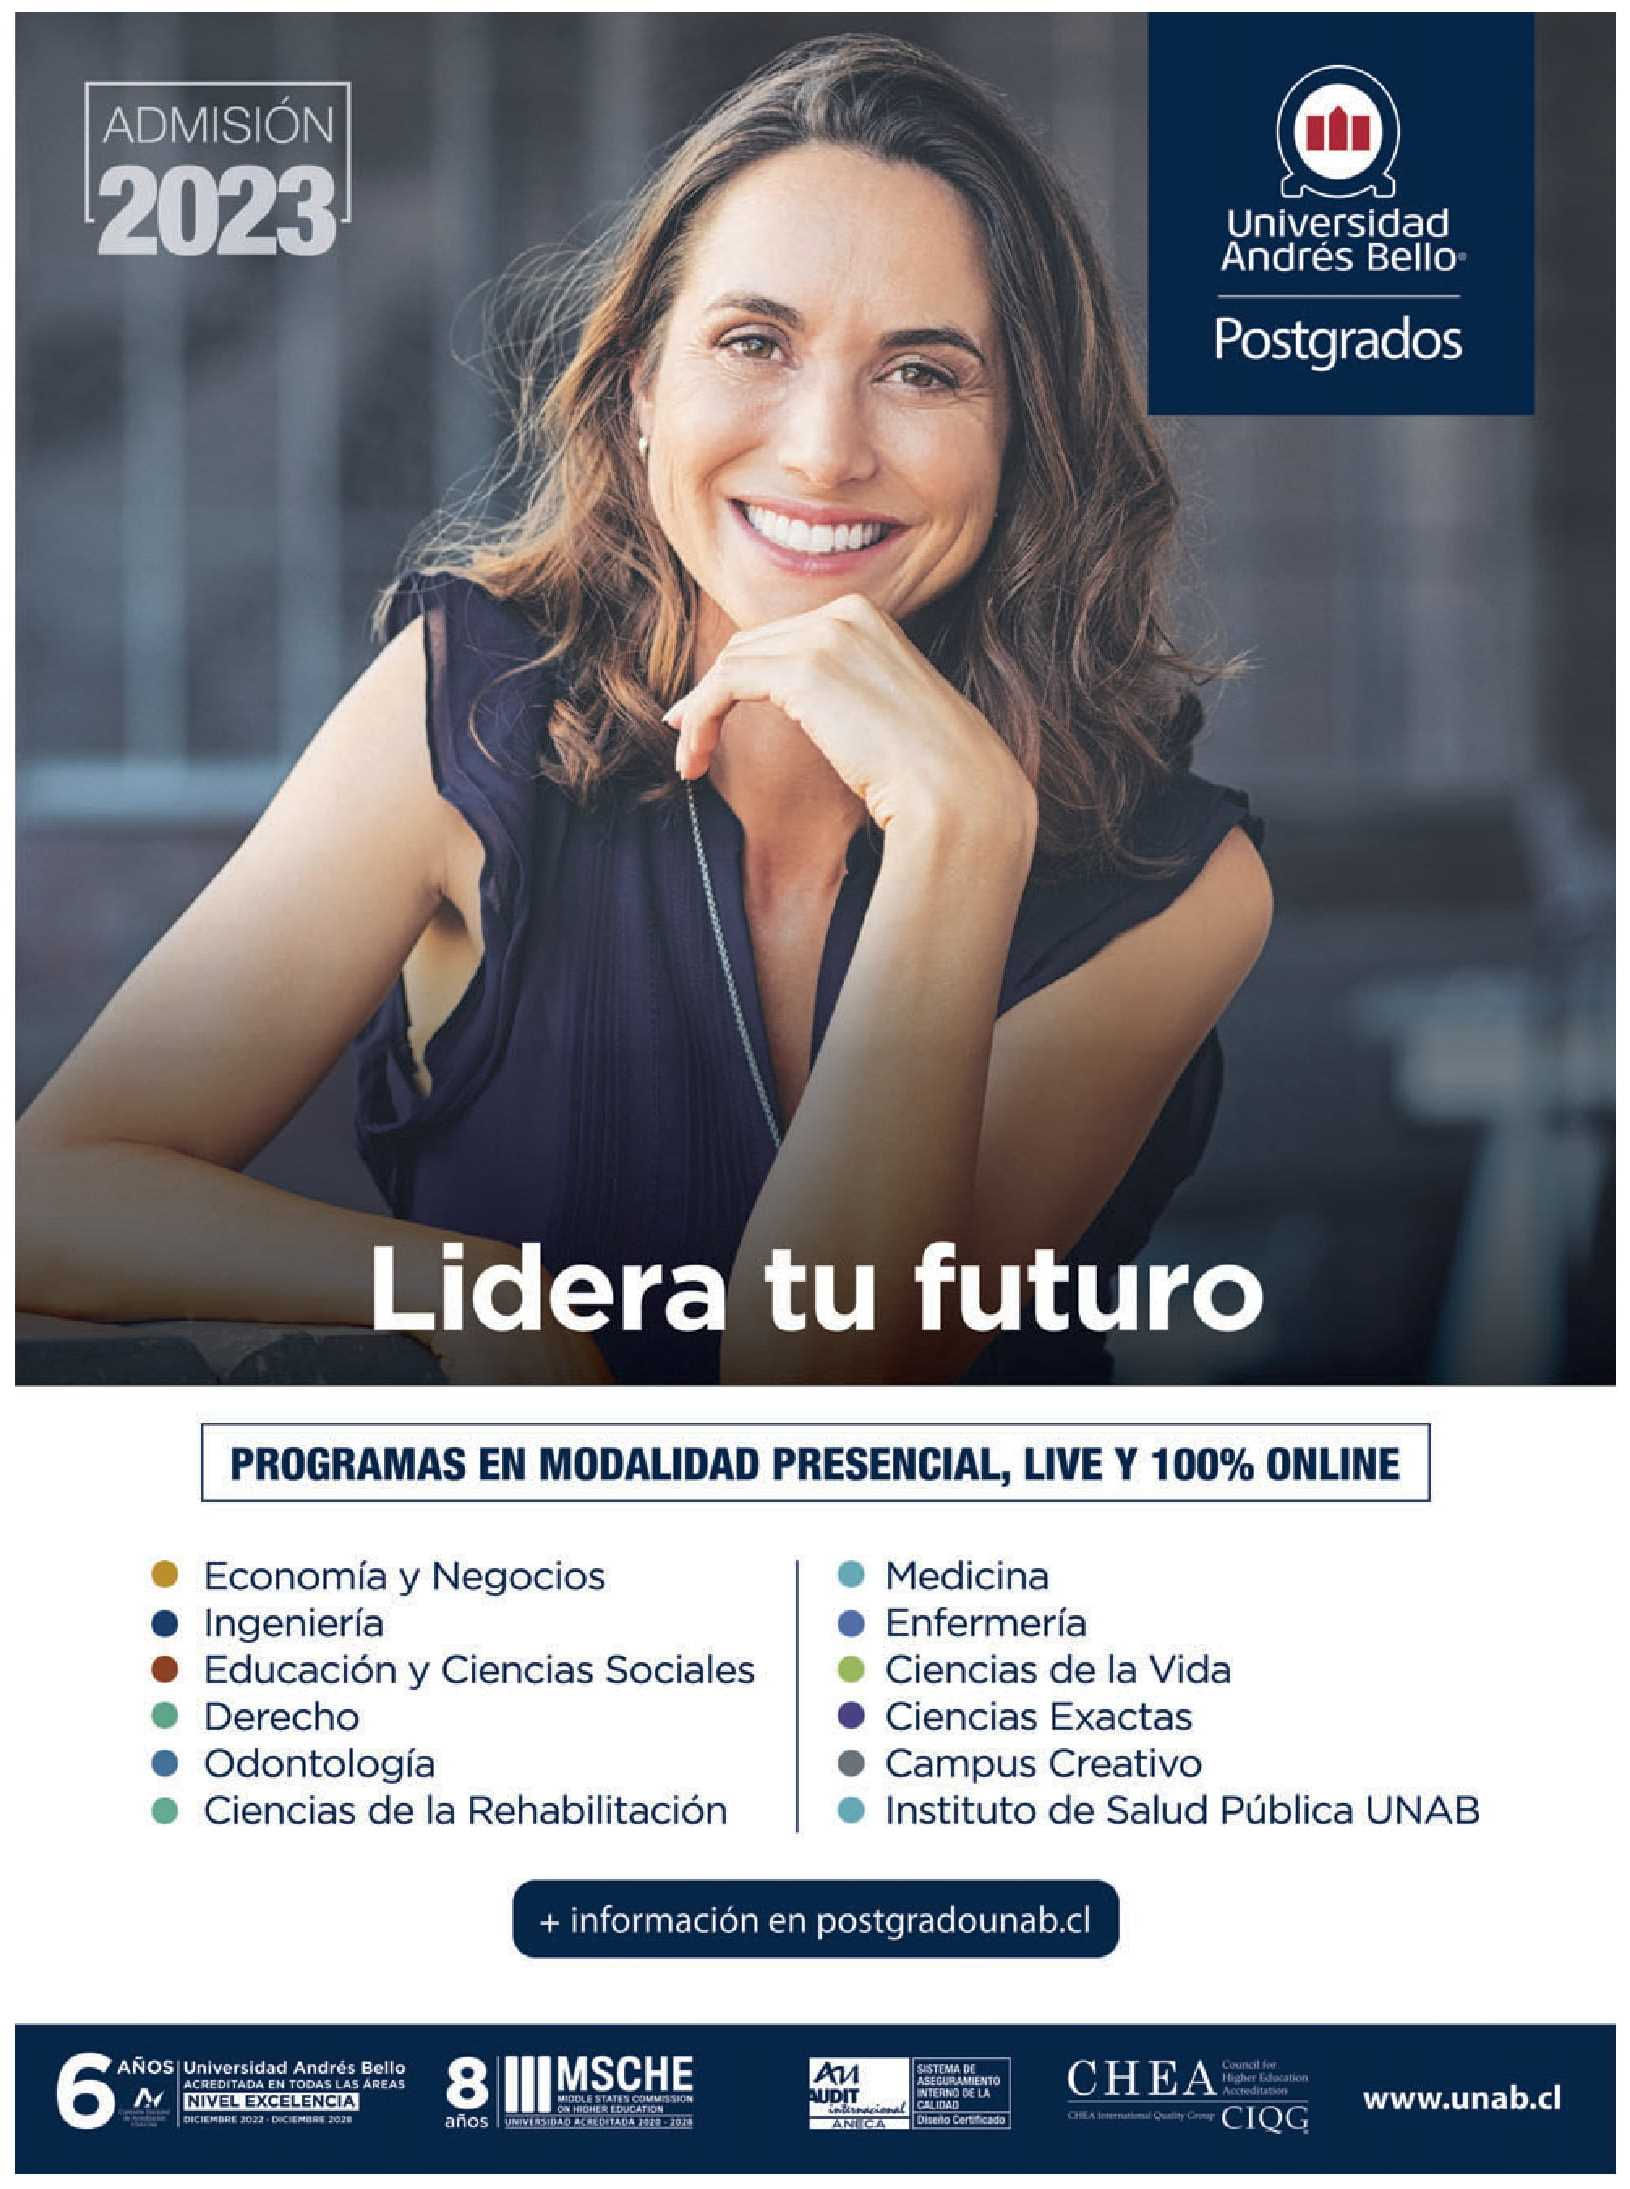 ADMISIÓN
2023
Universidad
Andrés Bello
Postgrados
Lidera tu futuro
PROGRAMAS EN MODALIDAD PRESENCIAL, LIVE Y 100% ONLINE
Economía y Negocios
Ingeniería
Educación y Ciencias Sociales
Derecho
Odontología
Ciencias de la Rehabilitación
Medicina
Enfermería
Ciencias de la Vida
Ciencias Exactas
Campus Creativo
Instituto de Salud Pública UNAB
+ información en postgradounab.cl
6 AÑOS
Universidad Andrés Bello
ACREDITADA EN TODAS LAS ÁREAS
NIVEL EXCELENCIA
DICIEMBRE 2022 - DICIEMBRE 2028
8
años
MSCHE
MIDDLE STATES COMMISSION
ON HIGHER EDUCATION
UNIVERSIDAD ACREDITADA 2020 - 2028
AUDIT
internacional
ANECA
SISTEMA DE
ASEGURAMIENTO
INTERNO DE LA
CALIDAD
Diseño Certificado
CHEA
Council for
Higher Education
Accreditation
CHEA International Quality Group
CIQG
www.unab.cl